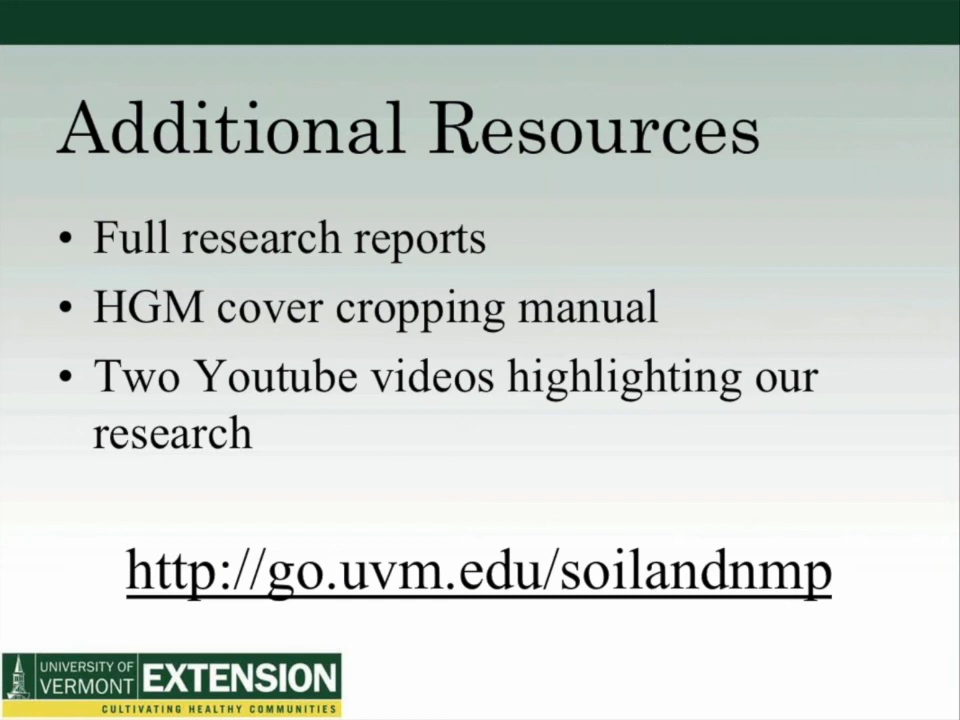 Additional Resources
• Full research reports
• HGM cover cropping manual
• Two Youtube videos highlighting our
research
http://go.uvm.edu/soilandnmp
UNIVERSITY OF
VERMONT
EXTENSION
CULTIVATING HEALTHY COMMUNITIES